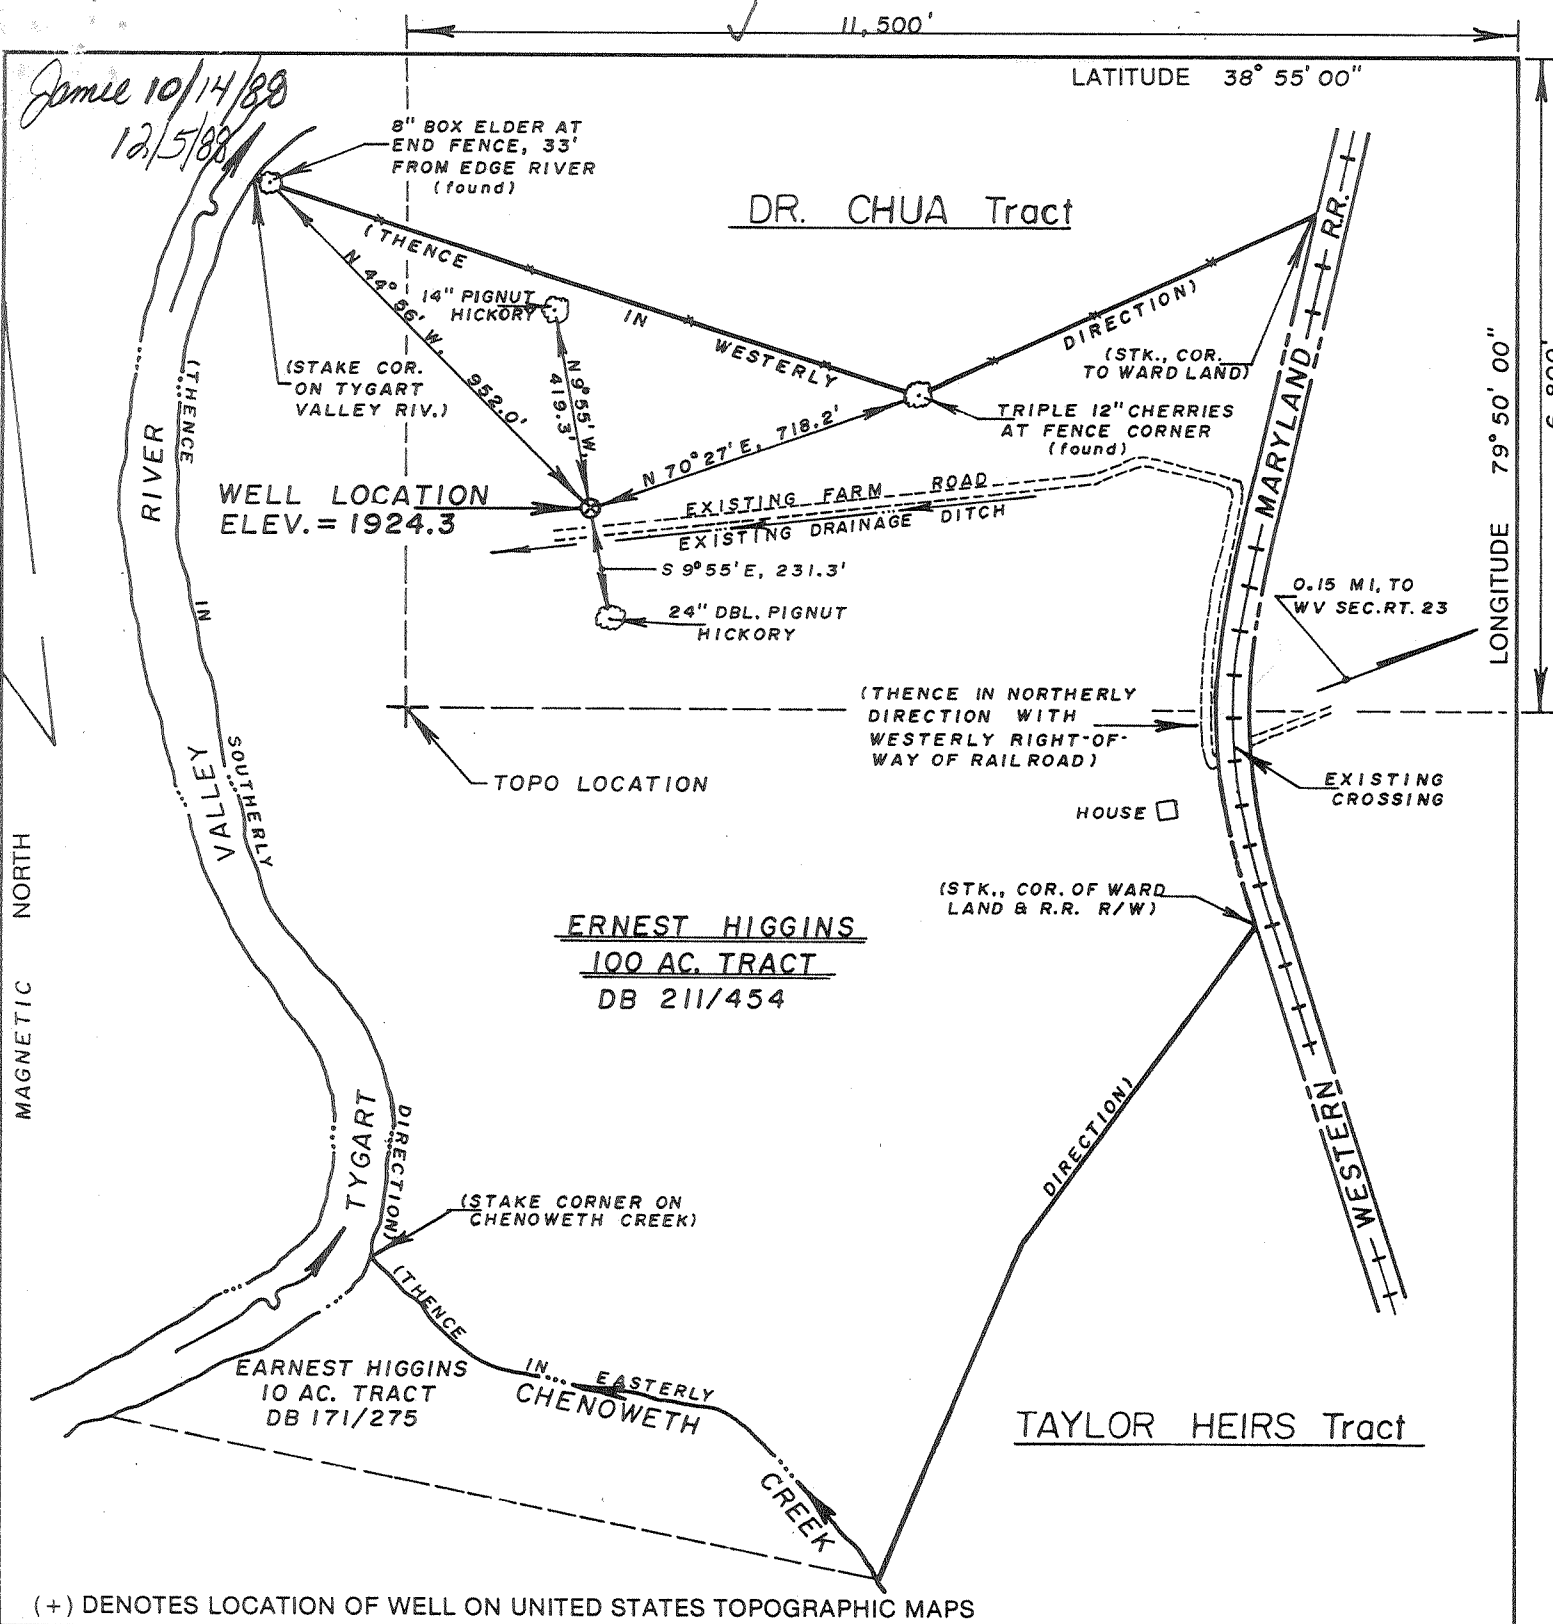 11,500'
LATITUDE 38° 55' 00"
Jamie 10/14/88
12/5/88
8" BOX ELDER AT
END FENCE, 33'
FROM EDGE RIVER
(found)
DR. CHUA Tract
R.R.
(THENCE
IN
WESTERLY
DIRECTION)
N 44° 56' W,
952.0'
14" PIGNUT
HICKORY
N 9° 55' W,
419.3'
(STAKE COR.
ON TYGART
VALLEY RIV.)
(STK., COR.
TO WARD LAND)
TRIPLE 12" CHERRIES
AT FENCE CORNER
(found)
N 70° 27' E, 718.2'
MARYLAND
LONGITUDE 79° 50' 00"
RIVER
(THENCE
WELL LOCATION
ELEV. = 1924.3
EXISTING FARM ROAD
EXISTING DRAINAGE DITCH
S 9° 55' E, 231.3'
24" DBL. PIGNUT
HICKORY
0.15 MI. TO
WV SEC. RT. 23
IN
(THENCE IN NORTHERLY
DIRECTION WITH
WESTERLY RIGHT-OF-
WAY OF RAILROAD)
VALLEY
SOUTHERLY
TOPO LOCATION
EXISTING
CROSSING
HOUSE
MAGNETIC NORTH
(STK., COR. OF WARD
LAND & R.R. R/W)
ERNEST HIGGINS
100 AC. TRACT
DB 211/454
TYGART
DIRECTION)
DIRECTION)
WESTERN
(STAKE CORNER ON
CHENOWETH CREEK)
(THENCE
IN
EASTERLY
EARNEST HIGGINS
10 AC. TRACT
DB 171/275
CHENOWETH
CREEK
TAYLOR HEIRS Tract
(+) DENOTES LOCATION OF WELL ON UNITED STATES TOPOGRAPHIC MAPS